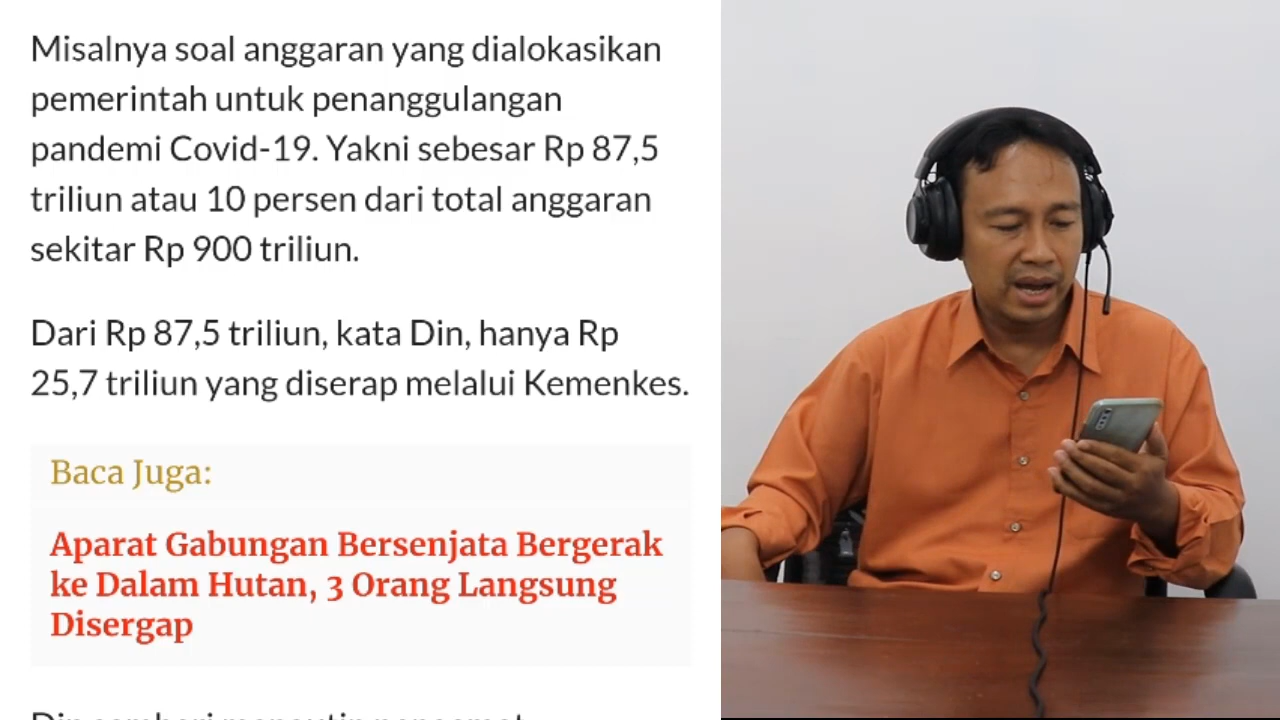 Misalnya soal anggaran yang dialokasikan
pemerintah untuk penanggulangan
pandemi Covid-19. Yakni sebesar Rp 87,5
triliun atau 10 persen dari total anggaran
sekitar Rp 900 triliun.
Dari Rp 87,5 triliun, kata Din, hanya Rp
25,7 triliun yang diserap melalui Kemenkes.
Baca Juga:
Aparat Gabungan Bersenjata Bergerak
ke Dalam Hutan, 3 Orang Langsung
Disergap